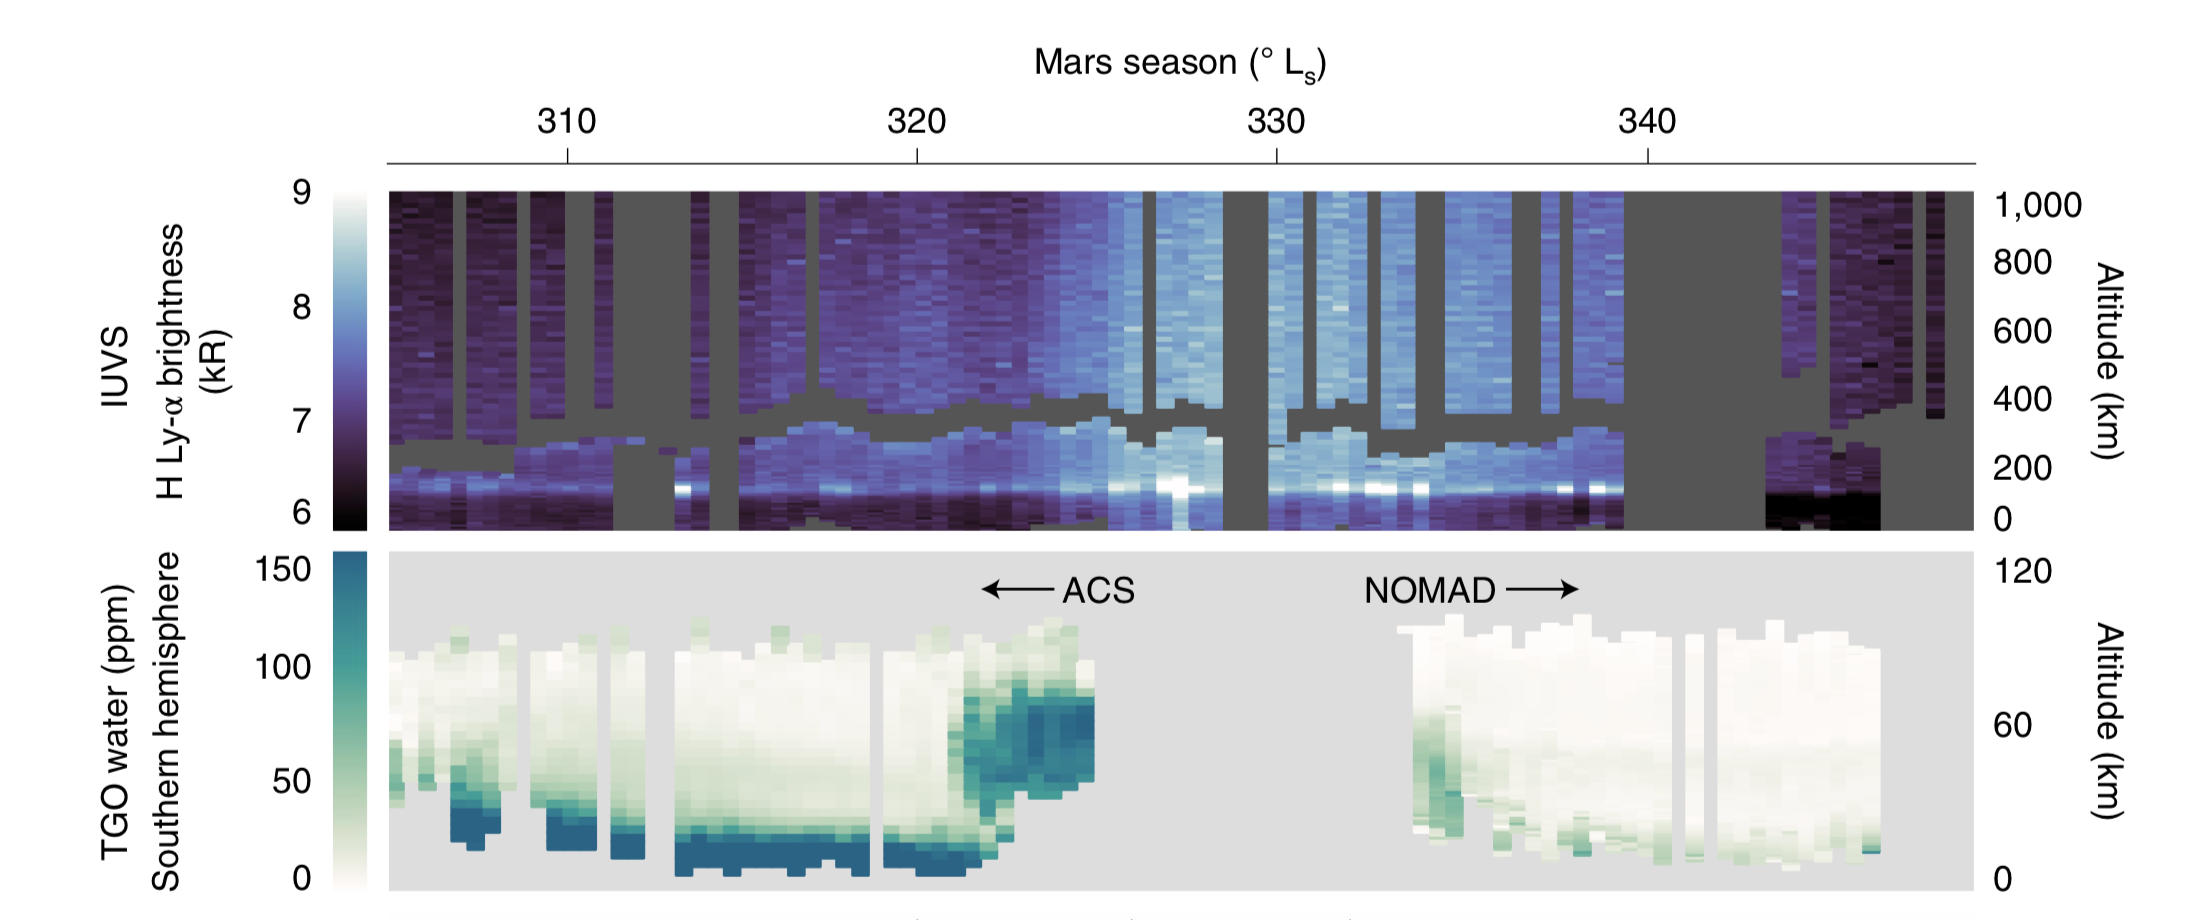 Mars season (° Ls)
310 320 330 340
IUVS
H Ly-α brightness
(kR)
9
8
7
6
1,000
800
600
400
200
0
Altitude (km)
TGO water (ppm)
Southern hemisphere
150
100
50
0
ACS
NOMAD
120
60
0
Altitude (km)